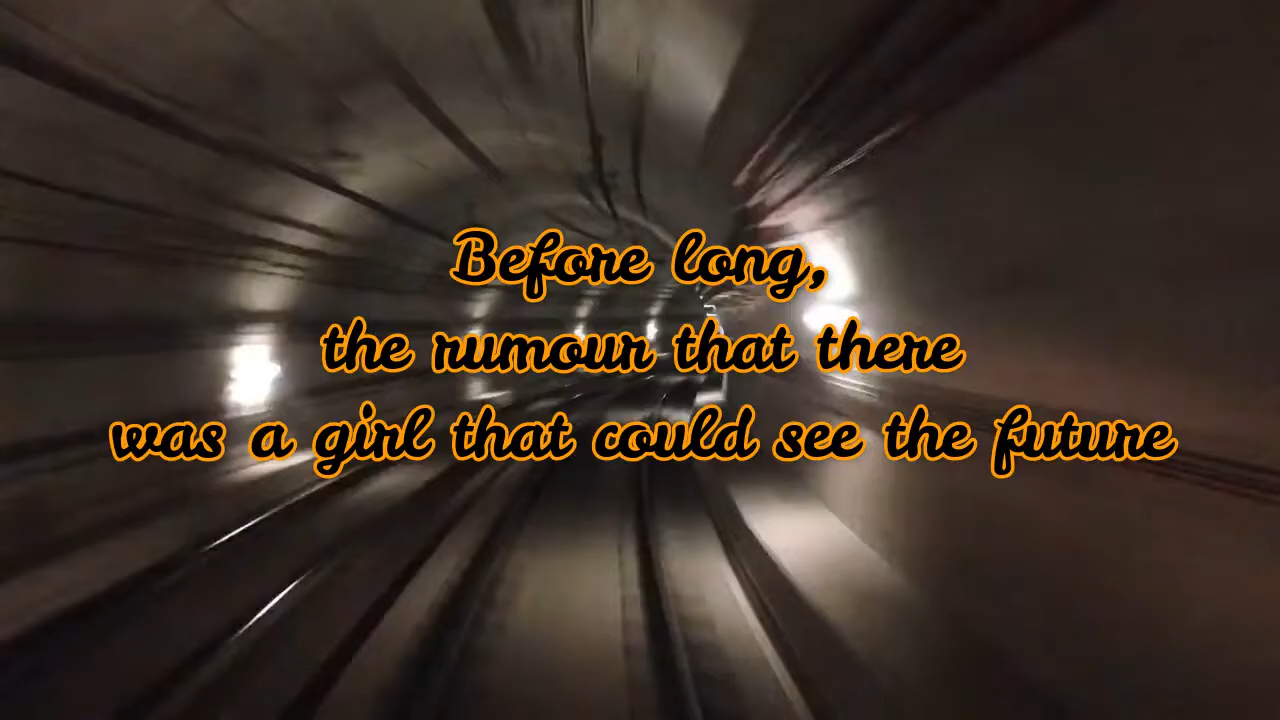 Before long,
the rumour that there
was a girl that could see the future